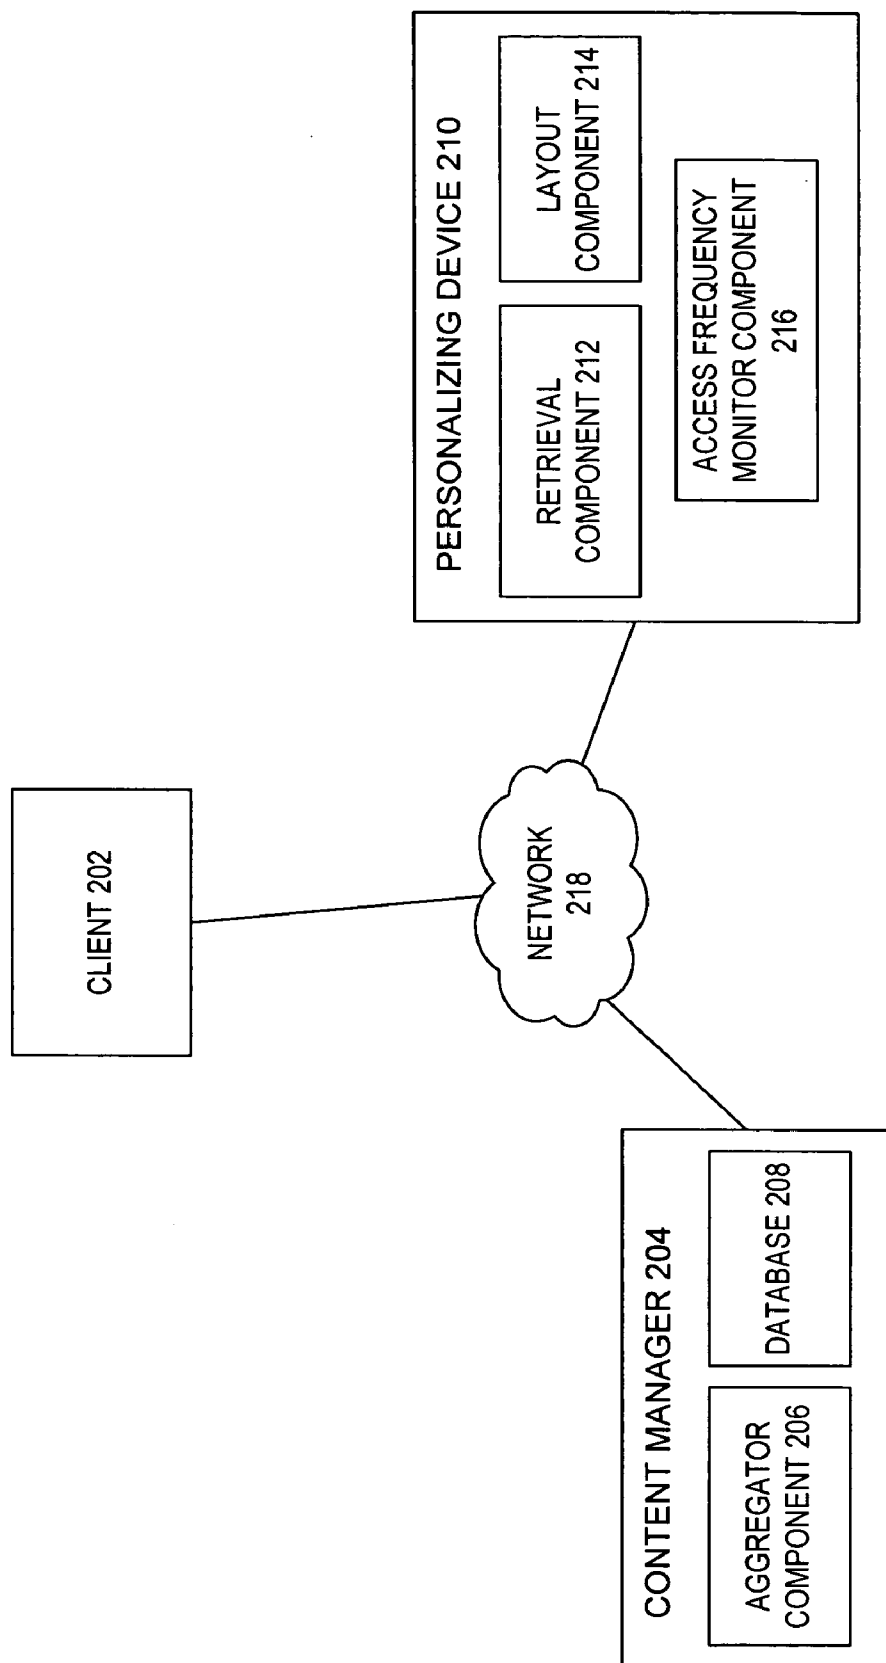 CLIENT 202
NETWORK
218
CONTENT MANAGER 204
AGGREGATOR
COMPONENT 206
DATABASE 208
PERSONALIZING DEVICE 210
RETRIEVAL
COMPONENT 212
LAYOUT
COMPONENT 214
ACCESS FREQUENCY
MONITOR COMPONENT
216